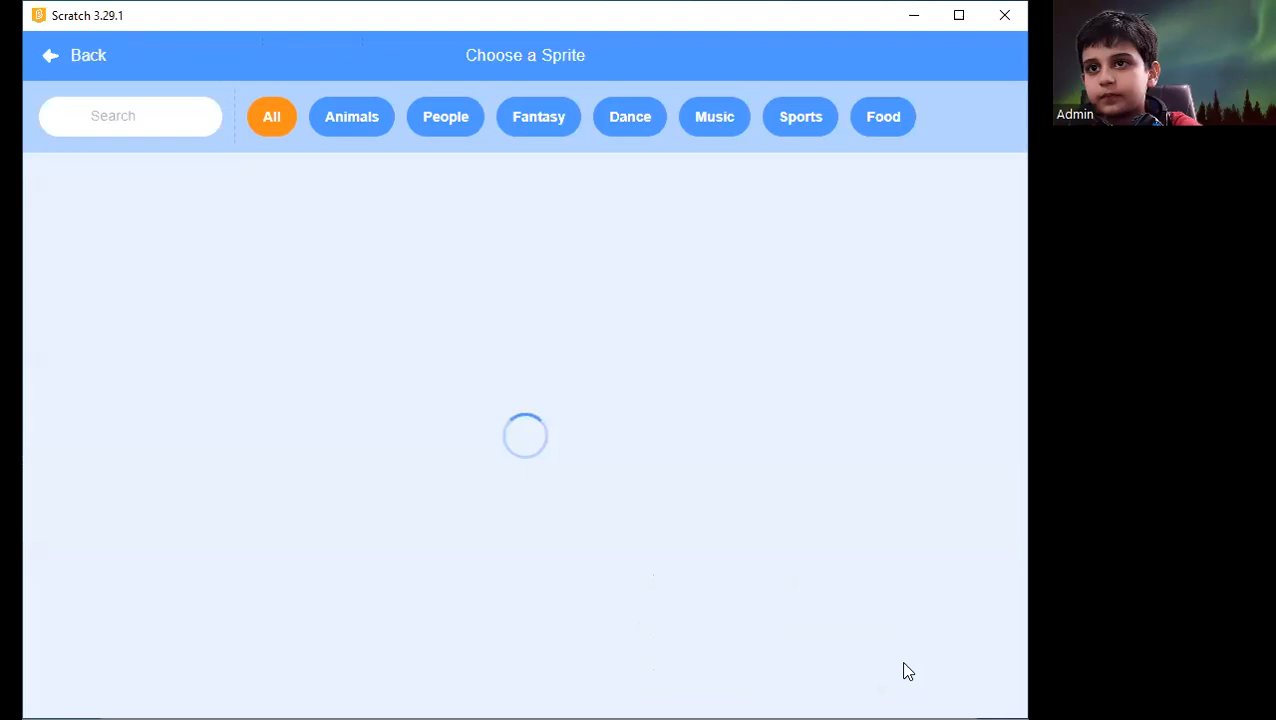 Scratch 3.29.1
Back
Choose a Sprite
Search
All
Animals
People
Fantasy
Dance
Music
Sports
Food
Admin